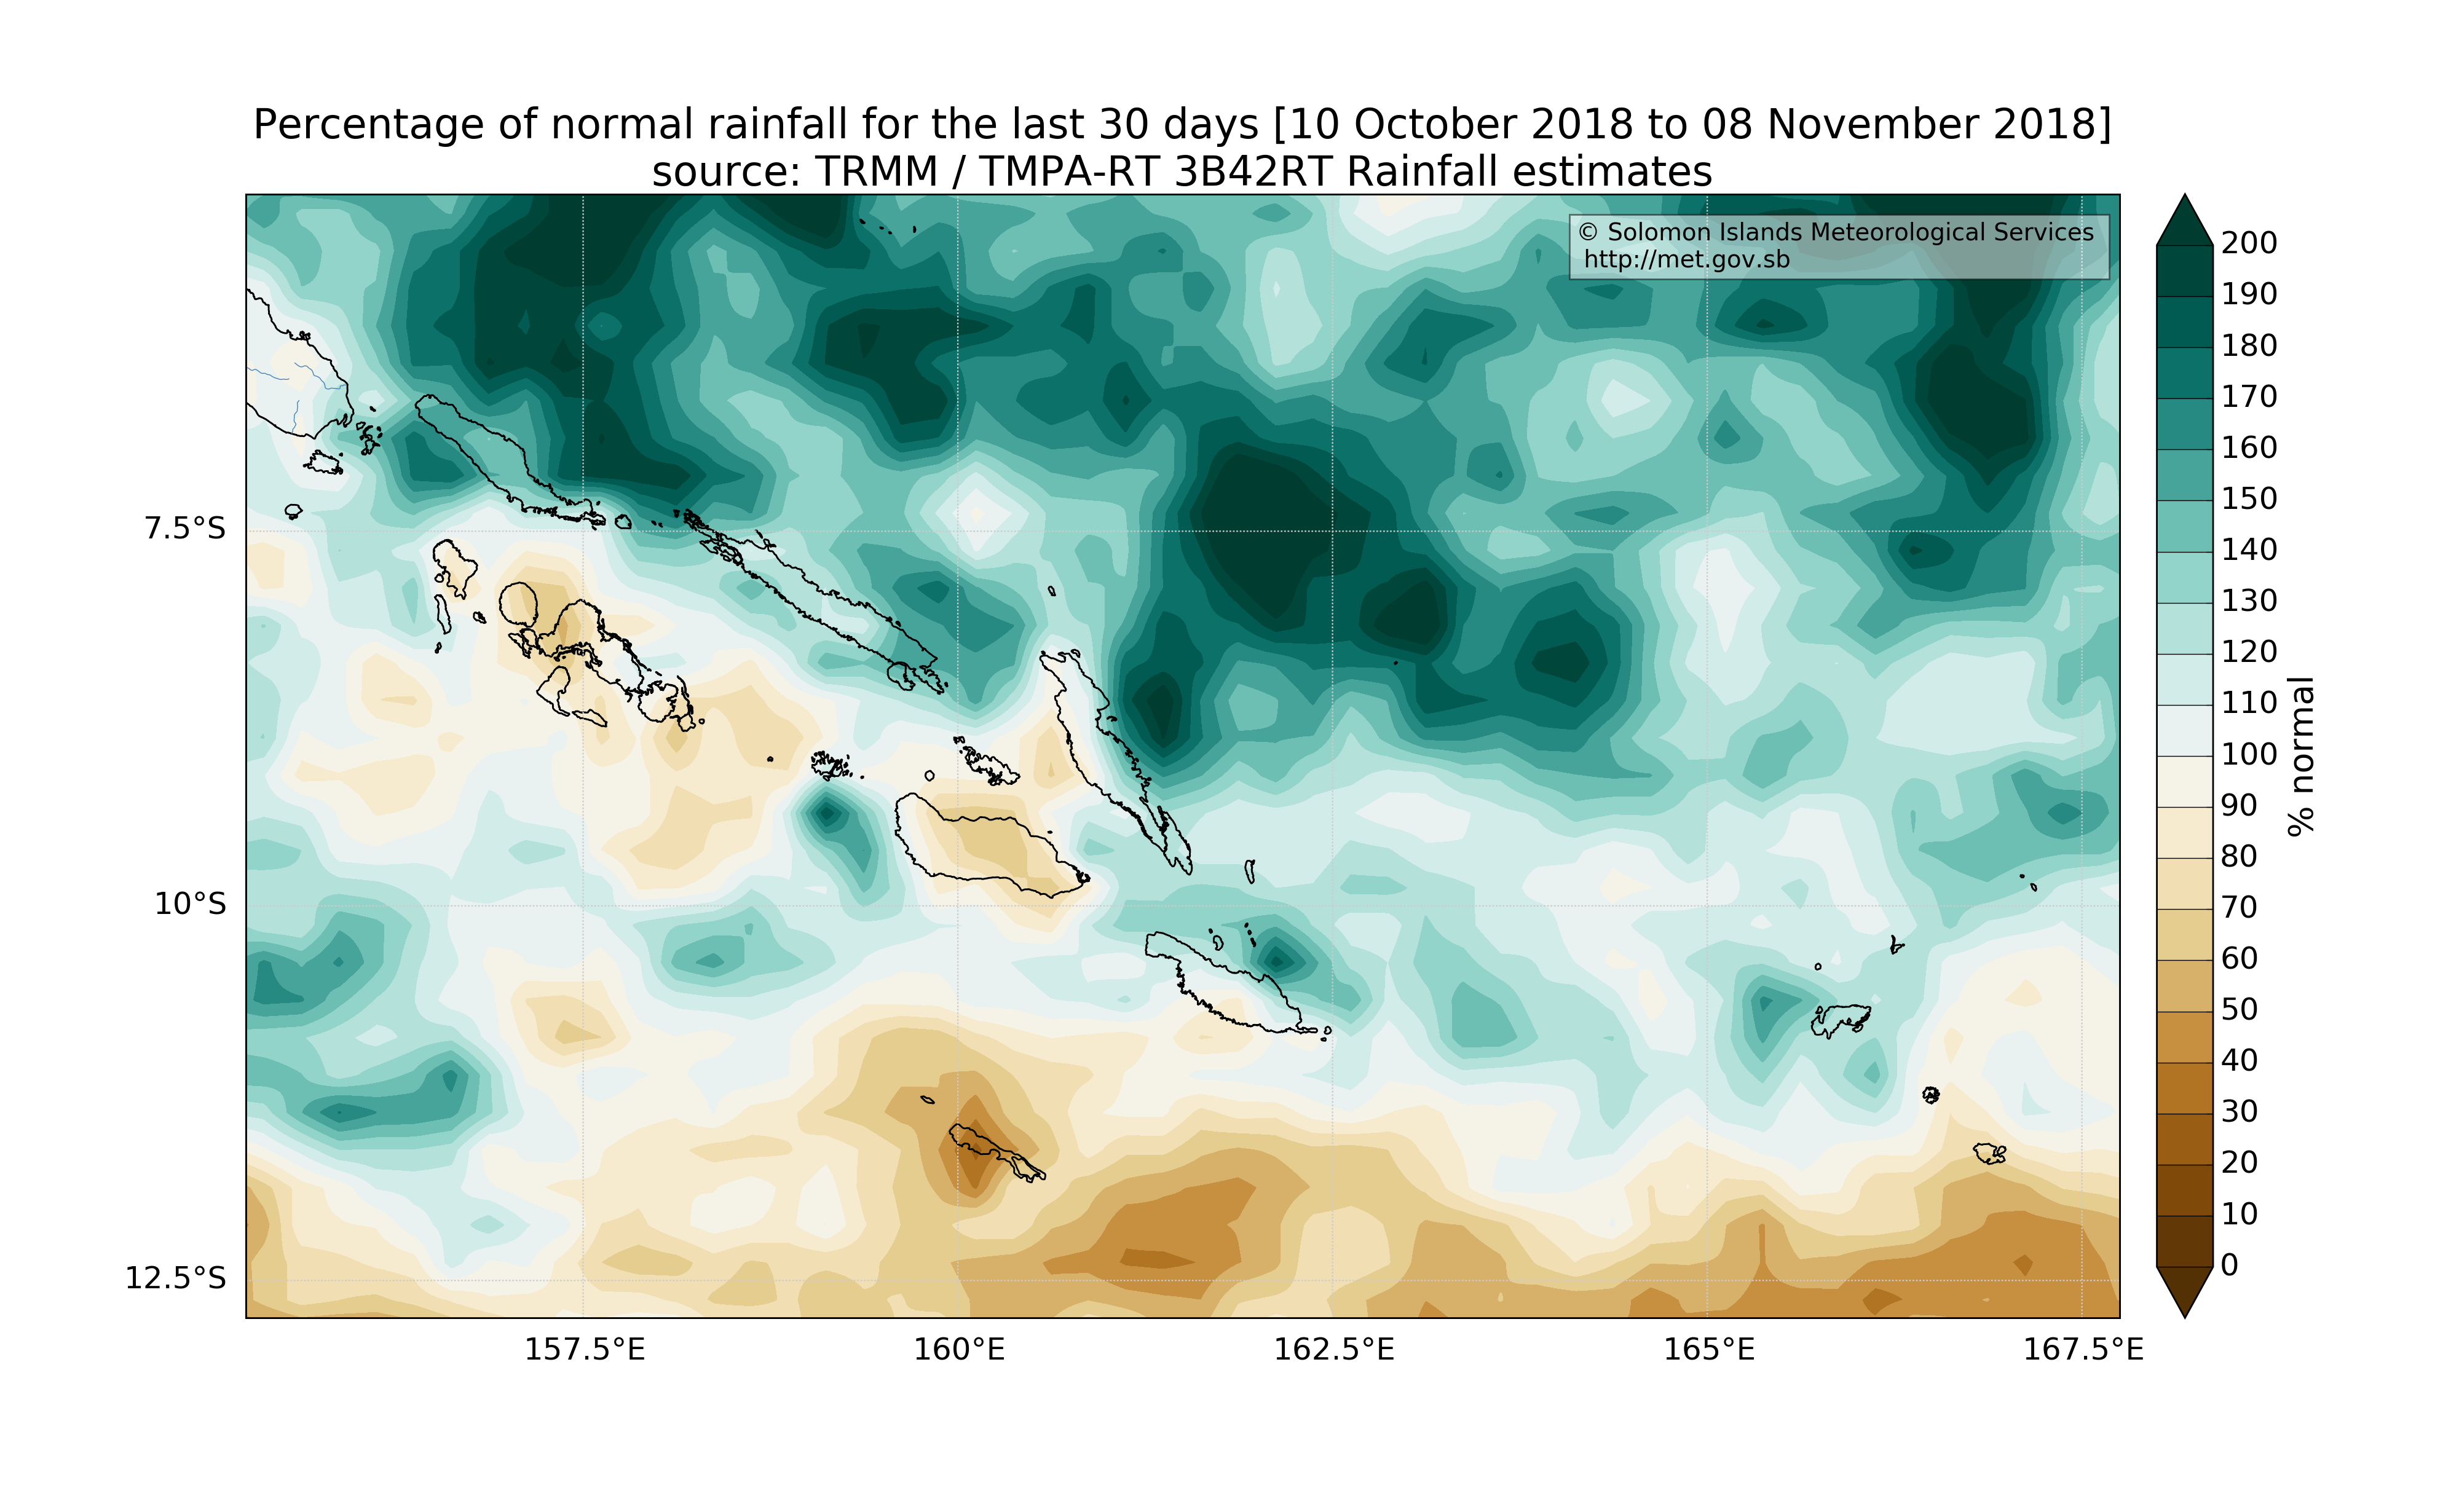 Percentage of normal rainfall for the last 30 days [10 October 2018 to 08 November 2018]
source: TRMM / TMPA-RT 3B42RT Rainfall estimates
© Solomon Islands Meteorological Services
http://met.gov.sb
7.5°S
10°S
12.5°S
157.5°E
160°E
162.5°E
165°E
167.5°E
200
190
180
170
160
150
140
130
120
110
100
90
80
70
60
50
40
30
20
10
0
% normal